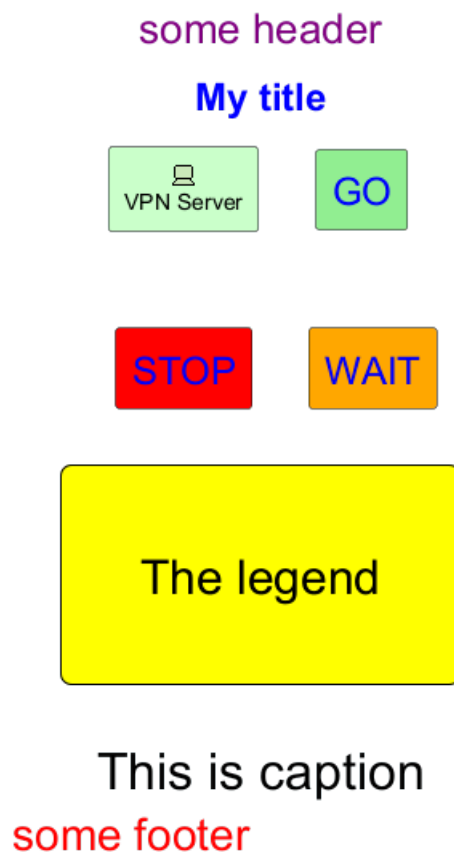 some header
My title
VPN Server
GO
STOP
WAIT
The legend
This is caption
some footer